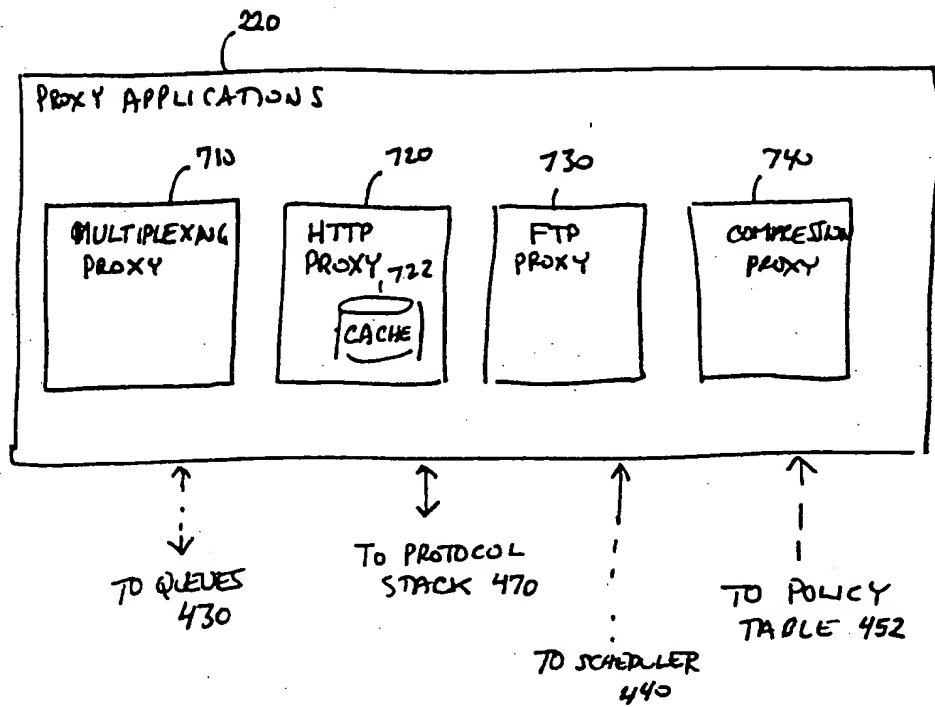 220
PROXY APPLICATIONS
710
720
730
740
MULTIPLEXING
PROXY
HTTP
PROXY
722
CACHE
FTP
PROXY
COMPRESSION
PROXY
TO QUEUES
430
TO PROTOCOL
STACK 470
TO SCHEDULER
440
TO POLICY
TABLE 452